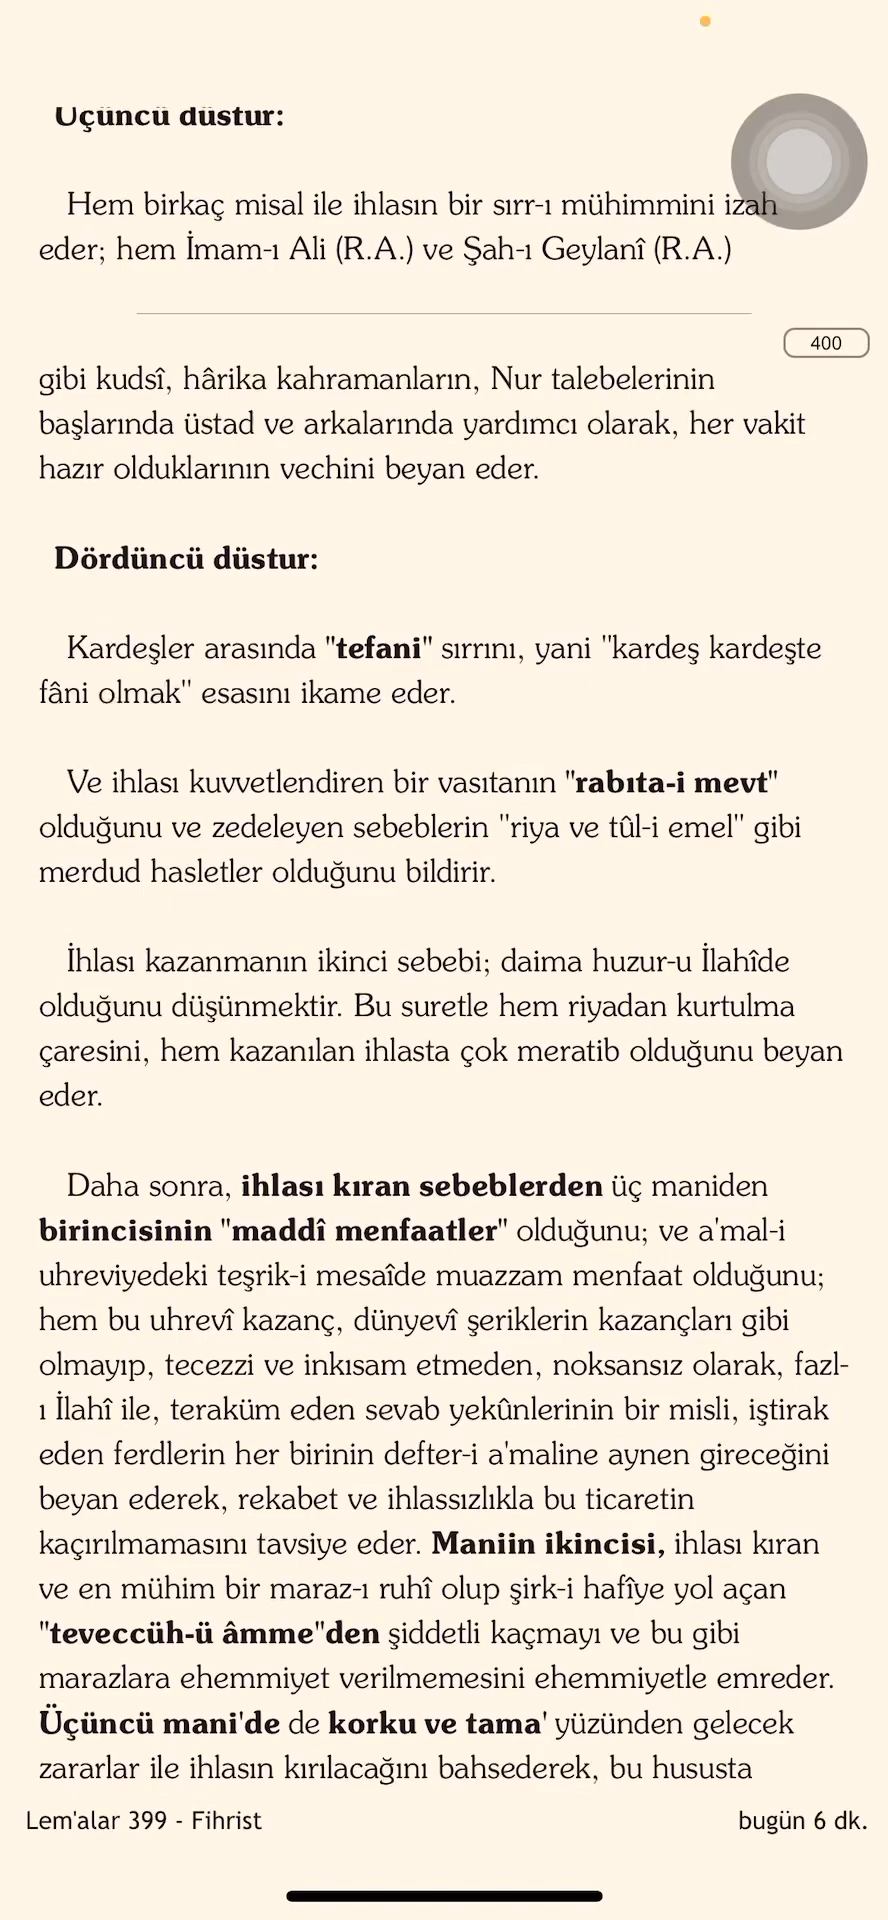 Üçüncü düstur:
Hem birkaç misal ile ihlasın bir sırr-ı mühimmini izah
eder; hem İmam-ı Ali (R.A.) ve Şah-ı Geylanî (R.A.)
400
gibi kudsî, hârika kahramanların, Nur talebelerinin
başlarında üstad ve arkalarında yardımcı olarak, her vakit
hazır olduklarının vechini beyan eder.
Dördüncü düstur:
Kardeşler arasında "tefani" sırrını, yani "kardeş kardeşte
fâni olmak" esasını ikame eder.
Ve ihlası kuvvetlendiren bir vasıtanın "rabıta-i mevt"
olduğunu ve zedeleyen sebeblerin "riya ve tûl-i emel" gibi
merdud hasletler olduğunu bildirir.
İhlası kazanmanın ikinci sebebi; daima huzur-u İlahîde
olduğunu düşünmektir. Bu suretle hem riyadan kurtulma
çaresini, hem kazanılan ihlasta çok meratib olduğunu beyan
eder.
Daha sonra, ihlası kıran sebeblerden üç maniden
birincisinin "maddî menfaatler" olduğunu; ve a'mal-i
uhreviyedeki teşrik-i mesaîde muazzam menfaat olduğunu;
hem bu uhrevî kazanç, dünyevî şeriklerin kazançları gibi
olmayıp, tecezzi ve inkısam etmeden, noksansız olarak, fazl-
ı İlahî ile, teraküm eden sevab yekûnlerinin bir misli, iştirak
eden ferdlerin her birinin defter-i a'maline aynen gireceğini
beyan ederek, rekabet ve ihlassızlıkla bu ticaretin
kaçırılmamasını tavsiye eder. Maniin ikincisi, ihlası kıran
ve en mühim bir maraz-ı ruhî olup şirk-i hafîye yol açan
"teveccüh-ü âmme"den şiddetli kaçmayı ve bu gibi
marazlara ehemmiyet verilmemesini ehemmiyetle emreder.
Üçüncü mani'de de korku ve tama' yüzünden gelecek
zararlar ile ihlasın kırılacağını bahsederek, bu hususta
Lem'alar 399 - Fihrist
bugün 6 dk.